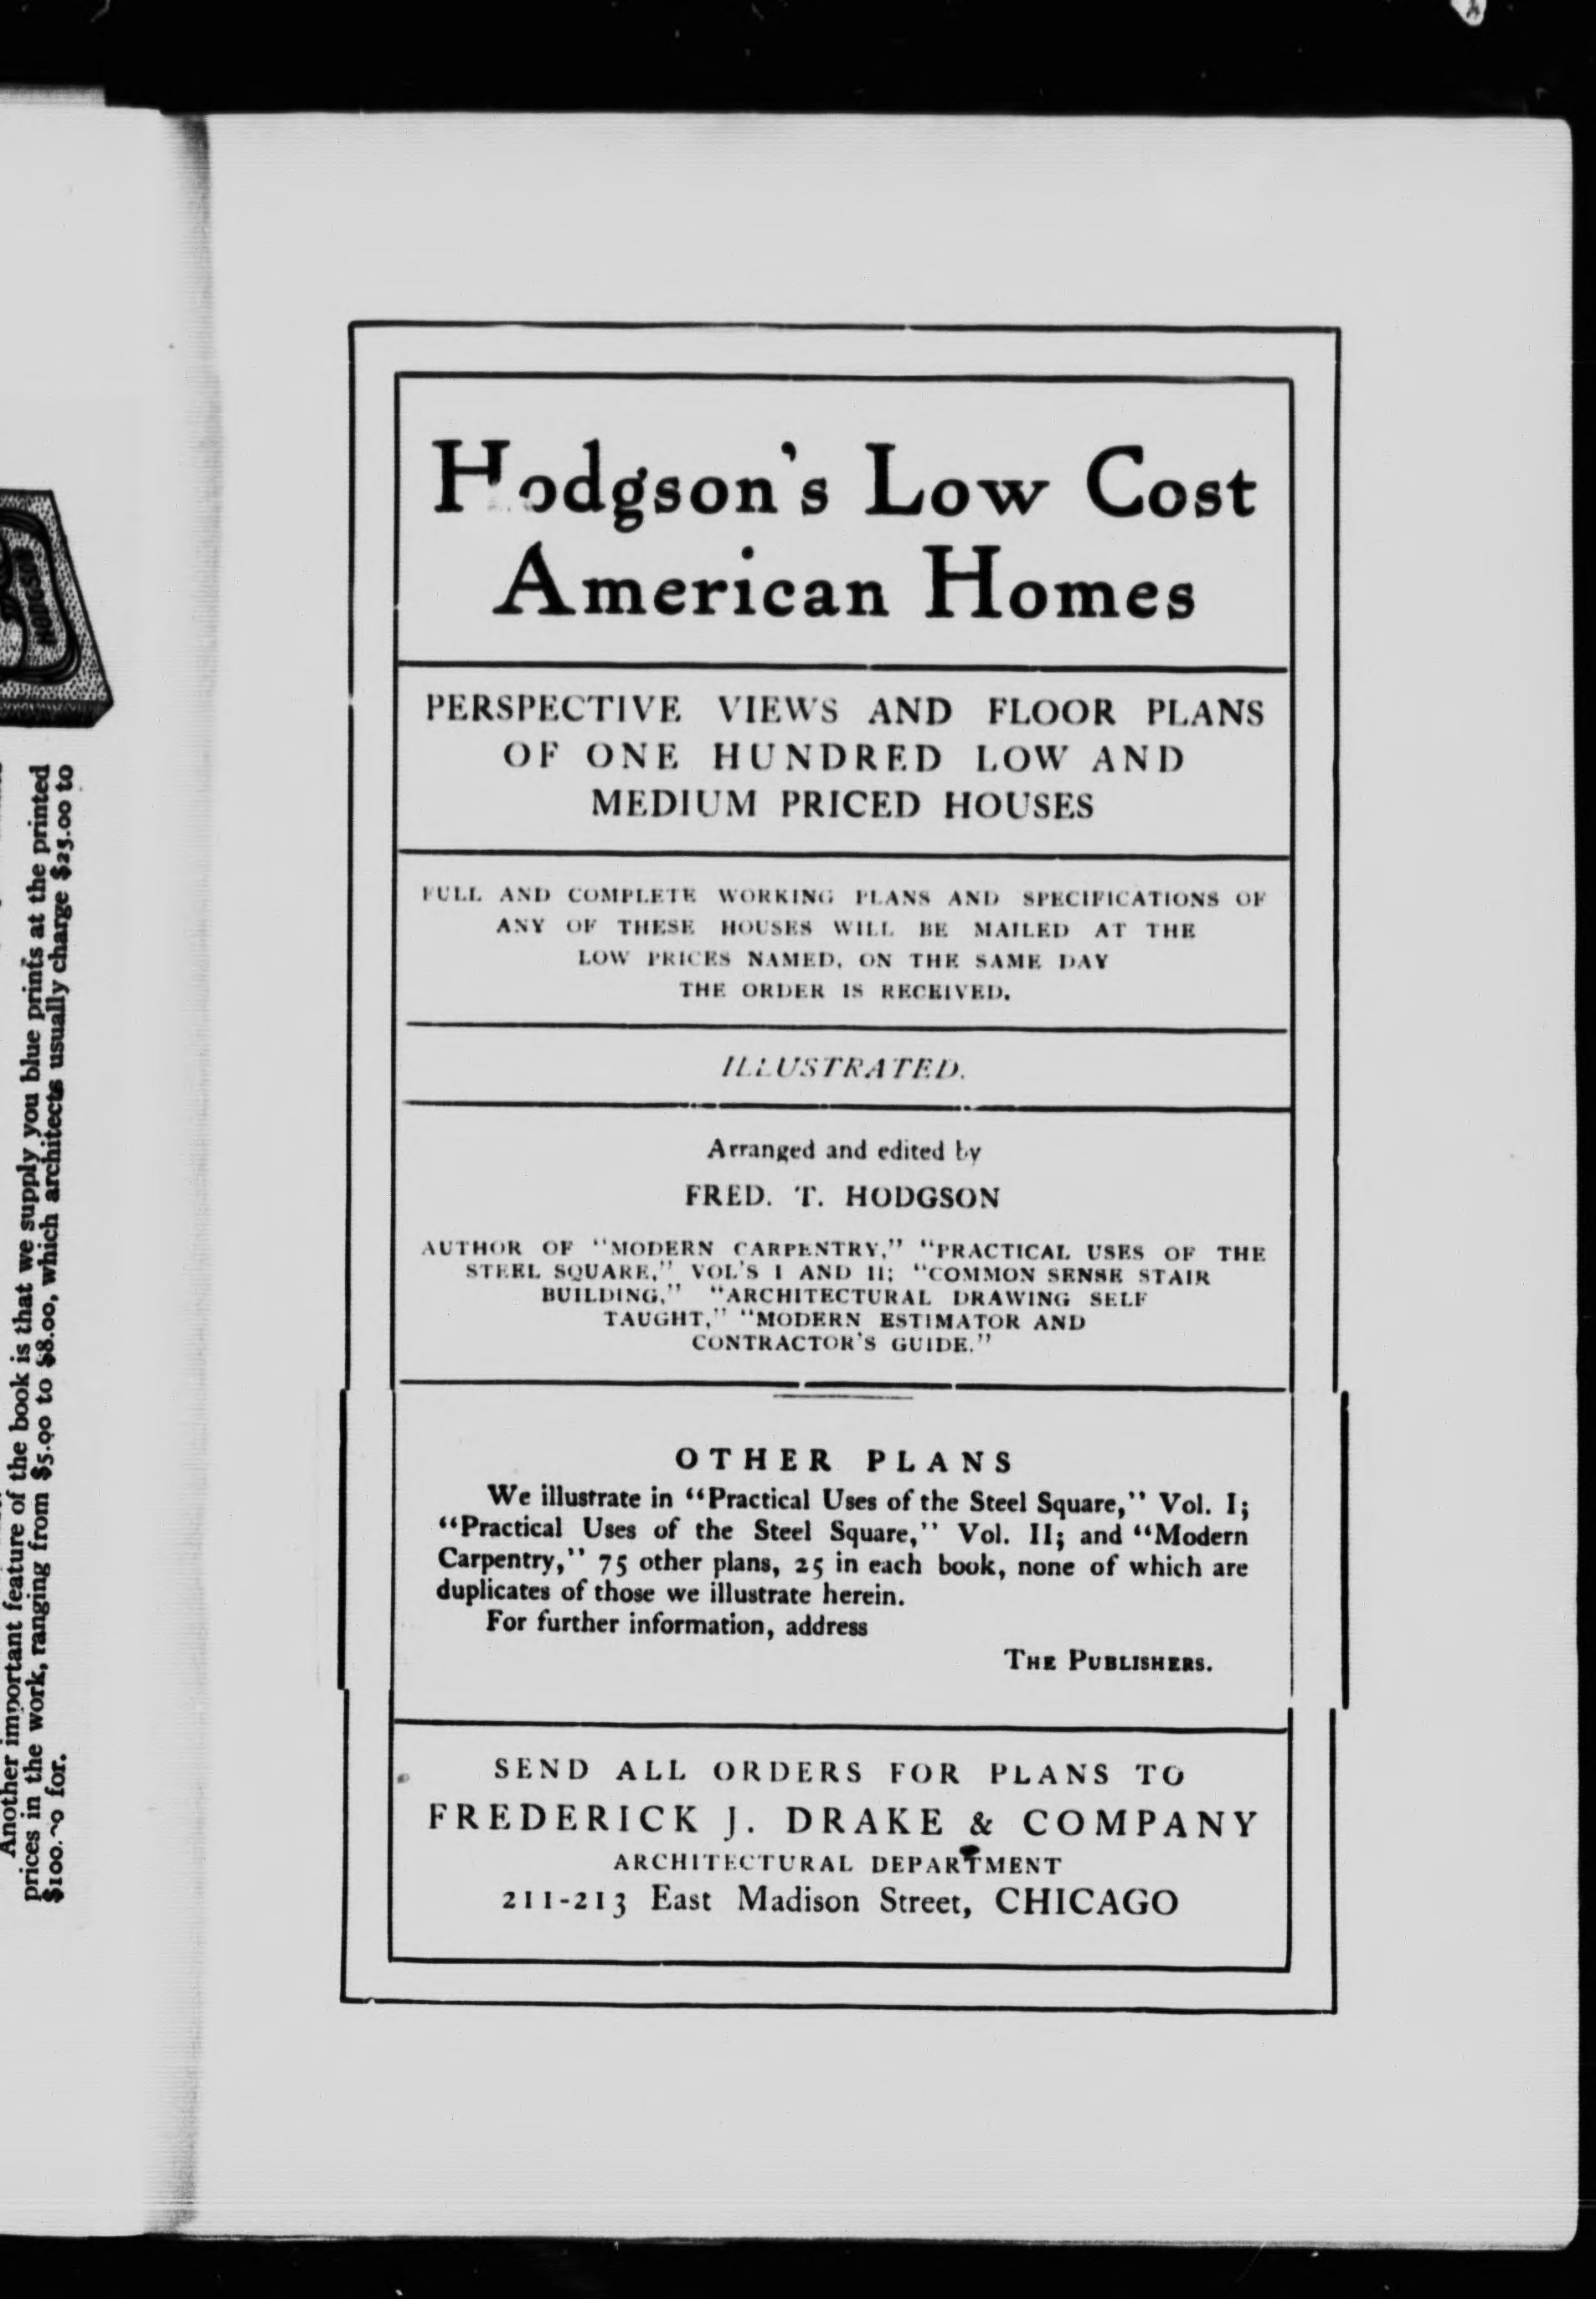 Another important feature of the book is that we supply you blue prints at the printed
prices in the work, ranging from $5.00 to $8.00, which architects usually charge $25.00 to
$100.00 for.
HODGSON
Hodgson's Low Cost
American Homes
PERSPECTIVE VIEWS AND FLOOR PLANS
OF ONE HUNDRED LOW AND
MEDIUM PRICED HOUSES
FULL AND COMPLETE WORKING PLANS AND SPECIFICATIONS OF
ANY OF THESE HOUSES WILL BE MAILED AT THE
LOW PRICES NAMED, ON THE SAME DAY
THE ORDER IS RECEIVED.
ILLUSTRATED.
Arranged and edited by
FRED. T. HODGSON
AUTHOR OF "MODERN CARPENTRY," "PRACTICAL USES OF THE
STEEL SQUARE," VOL'S I AND II; "COMMON SENSE STAIR
BUILDING," "ARCHITECTURAL DRAWING SELF
TAUGHT," "MODERN ESTIMATOR AND
CONTRACTOR'S GUIDE."
OTHER PLANS
We illustrate in "Practical Uses of the Steel Square," Vol. I;
"Practical Uses of the Steel Square," Vol. II; and "Modern
Carpentry," 75 other plans, 25 in each book, none of which are
duplicates of those we illustrate herein.
For further information, address
THE PUBLISHERS.
SEND ALL ORDERS FOR PLANS TO
FREDERICK J. DRAKE & COMPANY
ARCHITECTURAL DEPARTMENT
211-213 East Madison Street, CHICAGO